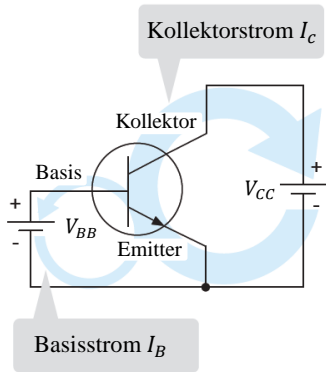 Kollektorstrom I_c
Kollektor
Basis
+
+
V_BB
V_CC
-
-
Emitter
Basisstrom I_B